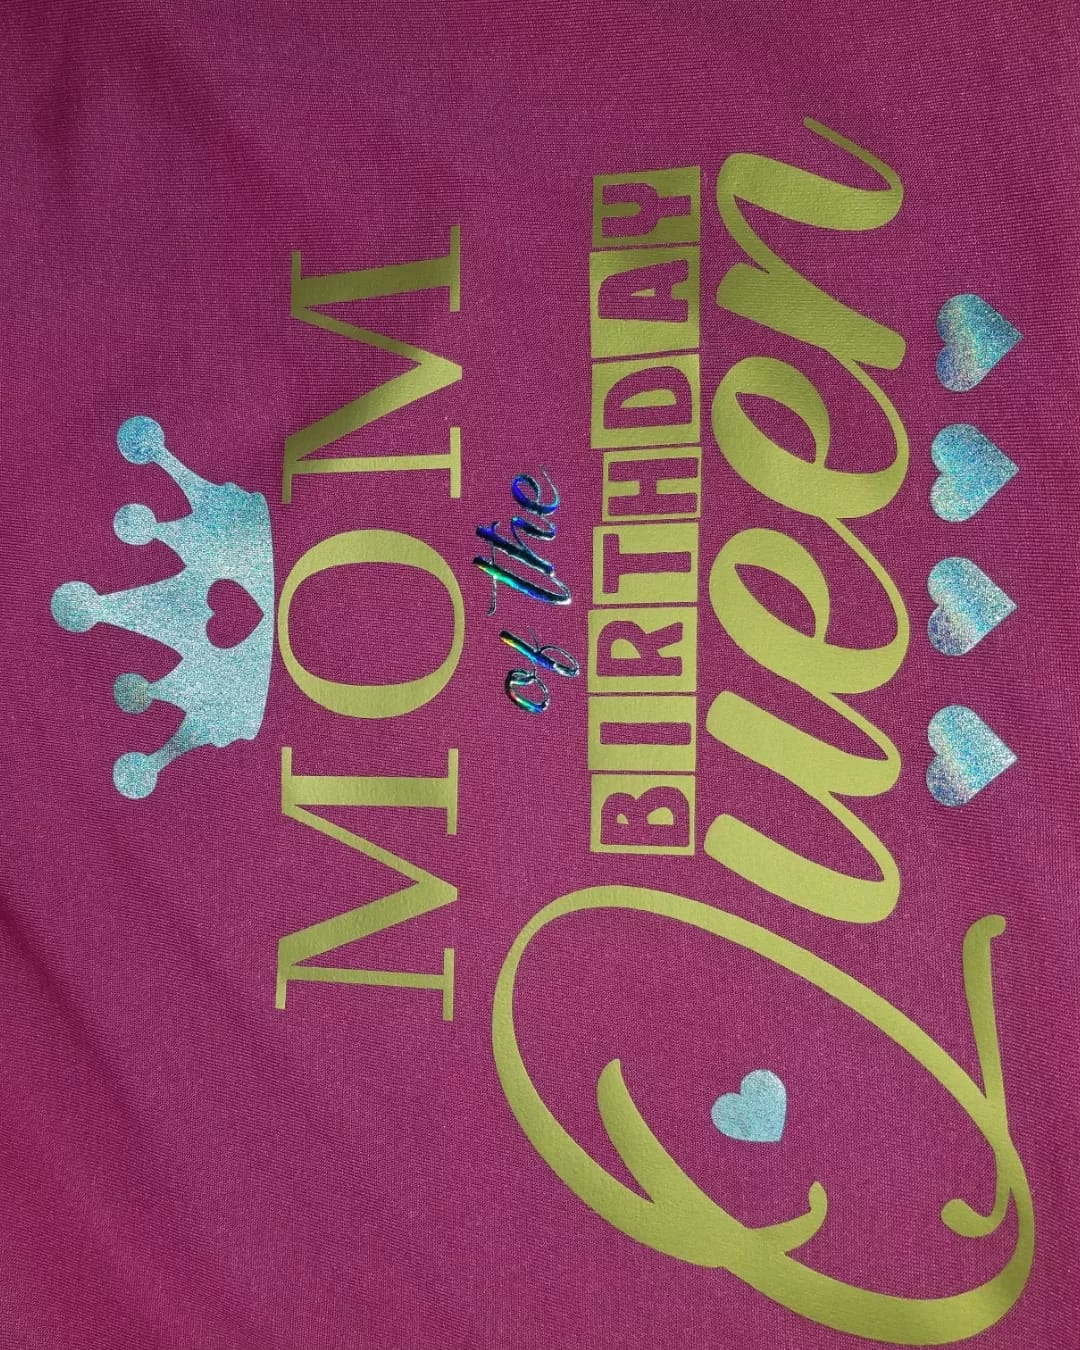 MOM
of the
BIRTHDAY
Queen